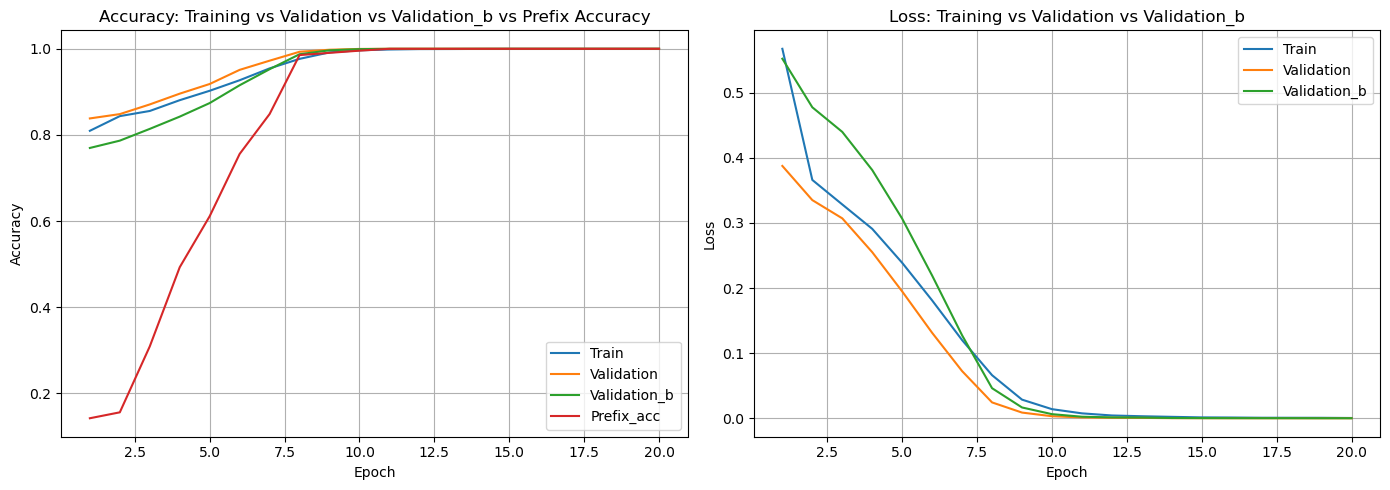 Accuracy: Training vs Validation vs Validation_b vs Prefix Accuracy
Accuracy
1.0
0.8
0.6
0.4
0.2
Train
Validation
Validation_b
Prefix_acc
2.5 5.0 7.5 10.0 12.5 15.0 17.5 20.0
Epoch
Loss: Training vs Validation vs Validation_b
Loss
0.5
0.4
0.3
0.2
0.1
0.0
Train
Validation
Validation_b
2.5 5.0 7.5 10.0 12.5 15.0 17.5 20.0
Epoch